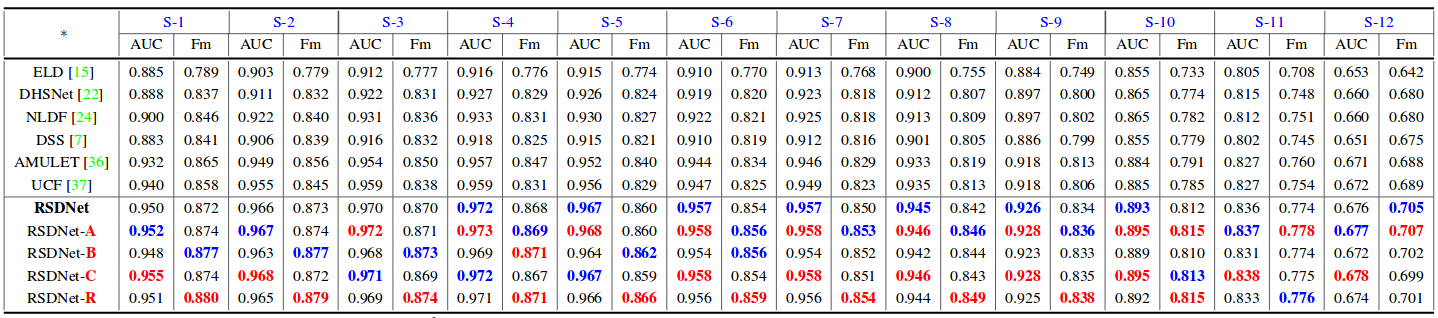 * S-1 S-2 S-3 S-4 S-5 S-6 S-7 S-8 S-9 S-10 S-11 S-12
AUC Fm AUC Fm AUC Fm AUC Fm AUC Fm AUC Fm AUC Fm AUC Fm AUC Fm AUC Fm AUC Fm AUC Fm
ELD [15] 0.885 0.789 0.903 0.779 0.912 0.777 0.916 0.776 0.915 0.774 0.910 0.770 0.913 0.768 0.900 0.755 0.884 0.749 0.855 0.733 0.805 0.708 0.653 0.642
DHSNet [22] 0.888 0.837 0.911 0.832 0.922 0.831 0.927 0.829 0.926 0.824 0.919 0.820 0.923 0.818 0.912 0.807 0.897 0.800 0.865 0.774 0.815 0.748 0.660 0.680
NLDF [24] 0.900 0.846 0.922 0.840 0.931 0.836 0.933 0.831 0.930 0.827 0.922 0.821 0.925 0.818 0.913 0.809 0.897 0.802 0.865 0.782 0.812 0.751 0.660 0.680
DSS [7] 0.883 0.841 0.906 0.839 0.916 0.832 0.918 0.825 0.915 0.821 0.910 0.819 0.912 0.816 0.901 0.805 0.886 0.799 0.855 0.779 0.802 0.745 0.651 0.675
AMULET [36] 0.932 0.865 0.949 0.856 0.954 0.850 0.957 0.847 0.952 0.840 0.944 0.834 0.946 0.829 0.933 0.819 0.918 0.813 0.884 0.791 0.827 0.760 0.671 0.688
UCF [37] 0.940 0.858 0.955 0.845 0.959 0.838 0.959 0.831 0.956 0.829 0.947 0.825 0.949 0.823 0.935 0.813 0.918 0.806 0.885 0.785 0.827 0.754 0.672 0.689
RSDNet 0.950 0.872 0.966 0.873 0.970 0.870 0.972 0.868 0.967 0.860 0.957 0.854 0.957 0.850 0.945 0.842 0.926 0.834 0.893 0.812 0.836 0.774 0.676 0.705
RSDNet-A 0.952 0.874 0.967 0.874 0.972 0.871 0.973 0.869 0.968 0.860 0.958 0.856 0.958 0.853 0.946 0.846 0.928 0.836 0.895 0.815 0.837 0.778 0.677 0.707
RSDNet-B 0.948 0.877 0.963 0.877 0.968 0.873 0.969 0.871 0.964 0.862 0.954 0.856 0.954 0.852 0.942 0.844 0.923 0.833 0.889 0.810 0.831 0.774 0.672 0.702
RSDNet-C 0.955 0.874 0.968 0.872 0.971 0.869 0.972 0.867 0.967 0.859 0.958 0.854 0.958 0.851 0.946 0.843 0.928 0.835 0.895 0.813 0.838 0.775 0.678 0.699
RSDNet-R 0.951 0.880 0.965 0.879 0.969 0.874 0.971 0.871 0.966 0.866 0.956 0.859 0.956 0.854 0.944 0.849 0.925 0.838 0.892 0.815 0.833 0.776 0.674 0.701